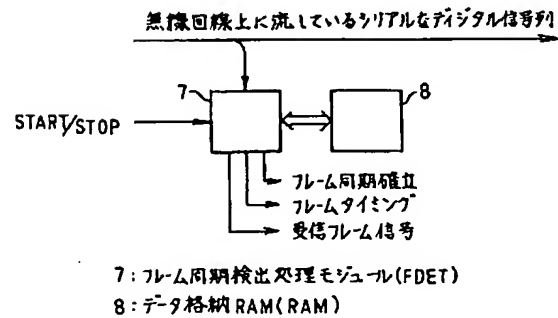 無線回線上に流しているシリアルなディジタル信号列
7
8
START/STOP
フレーム同期確立
フレームタイミング
受信フレーム信号
7:フレーム同期検出処理モジュール(FDET)
8:データ格納RAM(RAM)